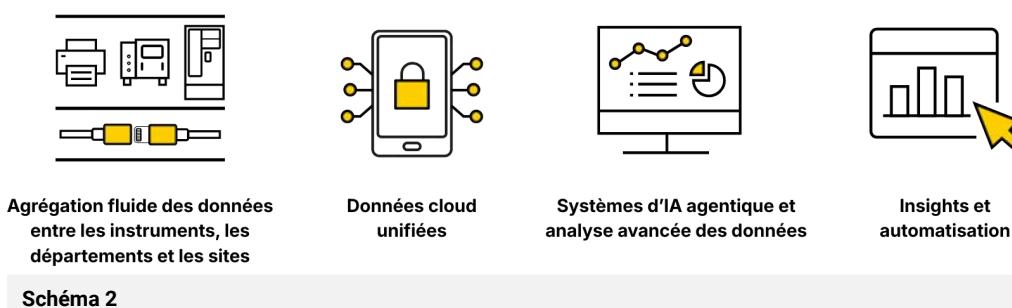 Agrégation fluide des données
entre les instruments, les
départements et les sites
Données cloud
unifiées
Systèmes d'IA agentique et
analyse avancée des données
Insights et
automatisation
Schéma 2